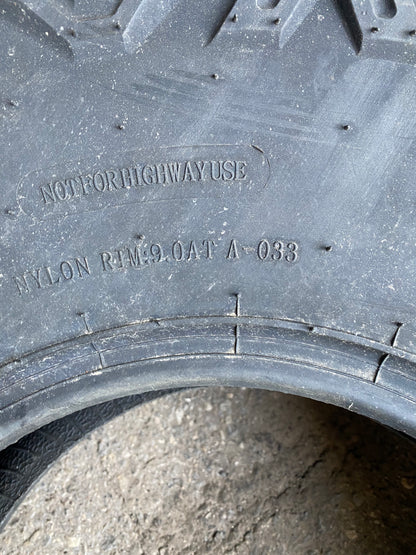 NOT FOR HIGHWAY USE
NYLON RIM:9.0AT A-033